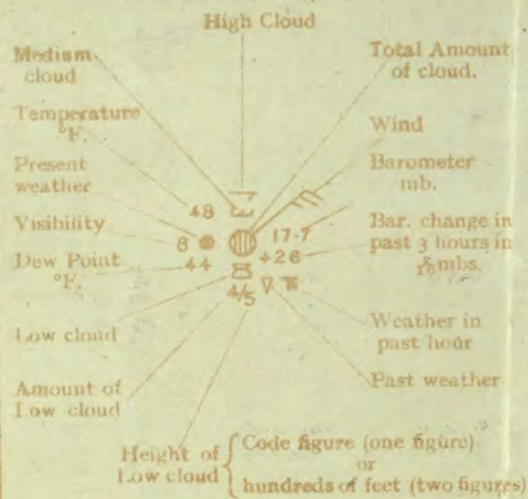 High Cloud
Medium
cloud
Total Amount
of cloud.
Temperature
°F.
Wind
Present
weather
Barometer
mb.
48
Visibility
8
17·7
Bar. change in
past 3 hours in
mbs.
+26
Dew Point
°F.
44
4/5
Low cloud
Weather in
past hour
Amount of
Low cloud
Past weather
Height of
Low cloud
Code figure (one figure)
or
hundreds of feet (two figures)